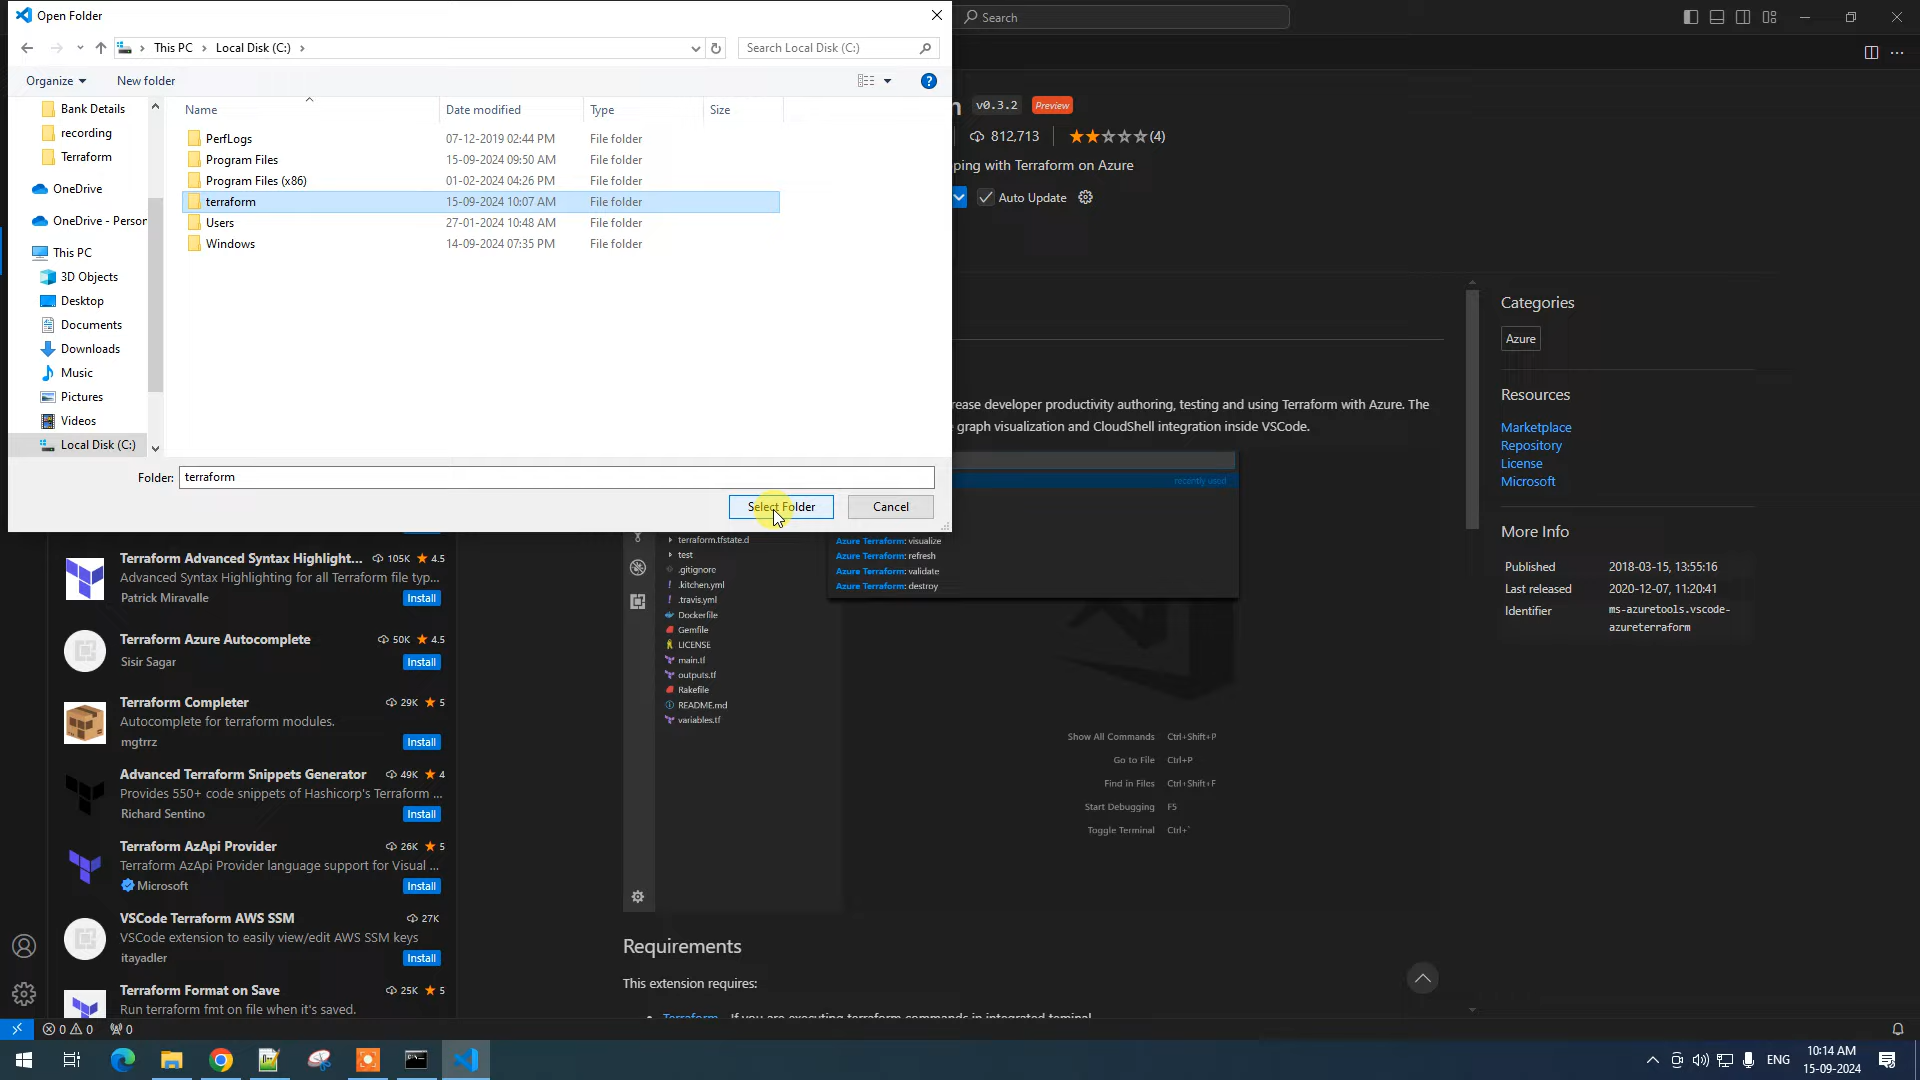 Open Folder
Search
This PC
Local Disk (C:)
Search Local Disk (C:)
Organize
New folder
Name
Date modified
Type
Size
Bank Details
recording
Terraform
OneDrive
OneDrive - Person
This PC
3D Objects
Desktop
Documents
Downloads
Music
Pictures
Videos
Local Disk (C:)
PerfLogs 07-12-2019 02:44 PM File folder
Program Files 15-09-2024 09:50 AM File folder
Program Files (x86) 01-02-2024 04:26 PM File folder
terraform 15-09-2024 10:07 AM File folder
Users 27-01-2024 10:48 AM File folder
Windows 14-09-2024 07:35 PM File folder
Folder: terraform
Select Folder
Cancel
v0.3.2
Preview
812,713
(4)
ping with Terraform on Azure
Auto Update
rease developer productivity authoring, testing and using Terraform with Azure. The
graph visualization and CloudShell integration inside VSCode.
recently used
Azure Terraform: visualize
Azure Terraform: refresh
Azure Terraform: validate
Azure Terraform: destroy
terraform.tfstate.d
test
.gitignore
.kitchen.yml
.travis.yml
Dockerfile
Gemfile
LICENSE
main.tf
outputs.tf
Rakefile
README.md
variables.tf
Show All Commands Ctrl+Shift+P
Go to File Ctrl+P
Find in Files Ctrl+Shift+F
Start Debugging F5
Toggle Terminal Ctrl+`
Requirements
This extension requires:
Terraform - If you are executing terraform commands in integrated teminal
Categories
Azure
Resources
Marketplace
Repository
License
Microsoft
More Info
Published 2018-03-15, 13:55:16
Last released 2020-12-07, 11:20:41
Identifier ms-azuretools.vscode-
azureterraform
Terraform Advanced Syntax Highlight... 105K 4.5
Advanced Syntax Highlighting for all Terraform file typ...
Patrick Miravalle
Install
Terraform Azure Autocomplete 50K 4.5
Sisir Sagar
Install
Terraform Completer 29K 5
Autocomplete for terraform modules.
mgtrrz
Install
Advanced Terraform Snippets Generator 49K 4
Provides 550+ code snippets of Hashicorp's Terraform ...
Richard Sentino
Install
Terraform AzApi Provider 26K 5
Terraform AzApi Provider language support for Visual ...
Microsoft
Install
VSCode Terraform AWS SSM 27K
VSCode extension to easily view/edit AWS SSM keys
itayadler
Install
Terraform Format on Save 25K 5
Run terraform fmt on file when it's saved.
0 0 0
ENG
10:14 AM
15-09-2024